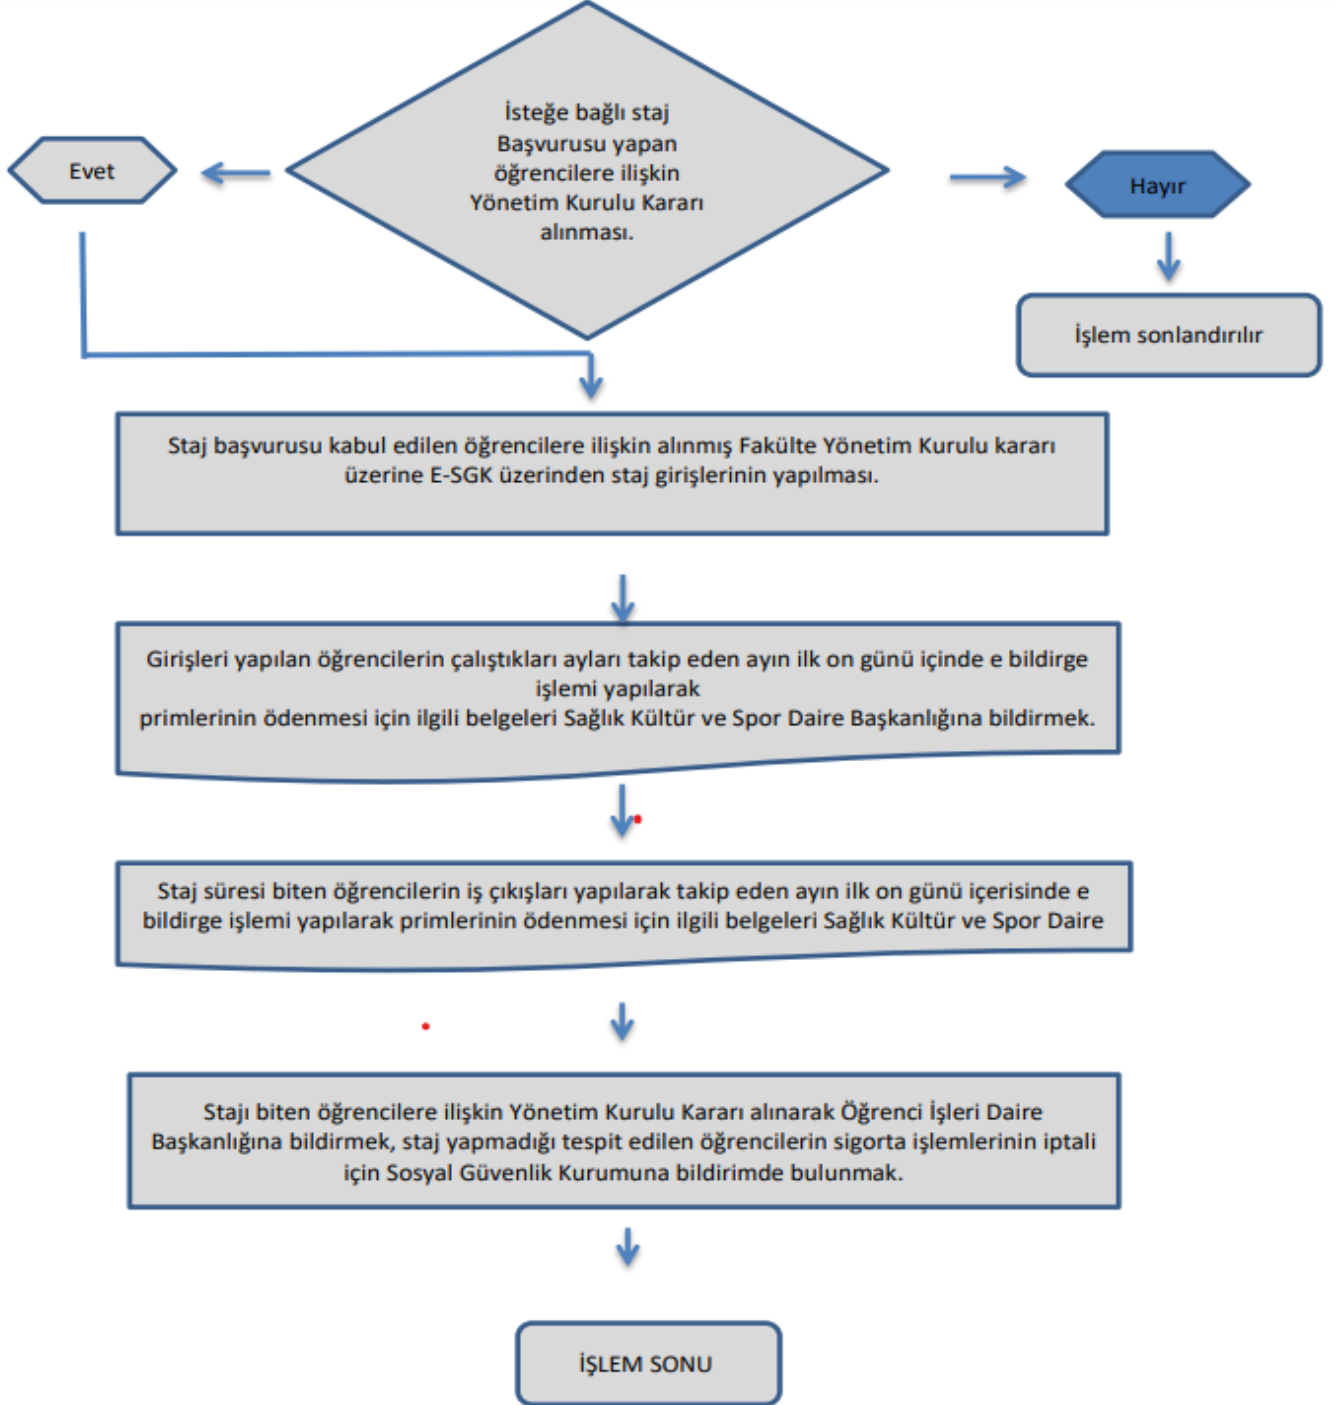 İsteğe bağlı staj
Başvurusu yapan
öğrencilere ilişkin
Yönetim Kurulu Kararı
alınması.
Evet
Hayır
İşlem sonlandırılır
Staj başvurusu kabul edilen öğrencilere ilişkin alınmış Fakülte Yönetim Kurulu kararı
üzerine E-SGK üzerinden staj girişlerinin yapılması.
Girişleri yapılan öğrencilerin çalıştıkları ayları takip eden ayın ilk on günü içinde e bildirge
işlemi yapılarak
primlerinin ödenmesi için ilgili belgeleri Sağlık Kültür ve Spor Daire Başkanlığına bildirmek.
Staj süresi biten öğrencilerin iş çıkışları yapılarak takip eden ayın ilk on günü içerisinde e
bildirge işlemi yapılarak primlerinin ödenmesi için ilgili belgeleri Sağlık Kültür ve Spor Daire
Stajı biten öğrencilere ilişkin Yönetim Kurulu Kararı alınarak Öğrenci İşleri Daire
Başkanlığına bildirmek, staj yapmadığı tespit edilen öğrencilerin sigorta işlemlerinin iptali
için Sosyal Güvenlik Kurumuna bildirimde bulunmak.
İŞLEM SONU